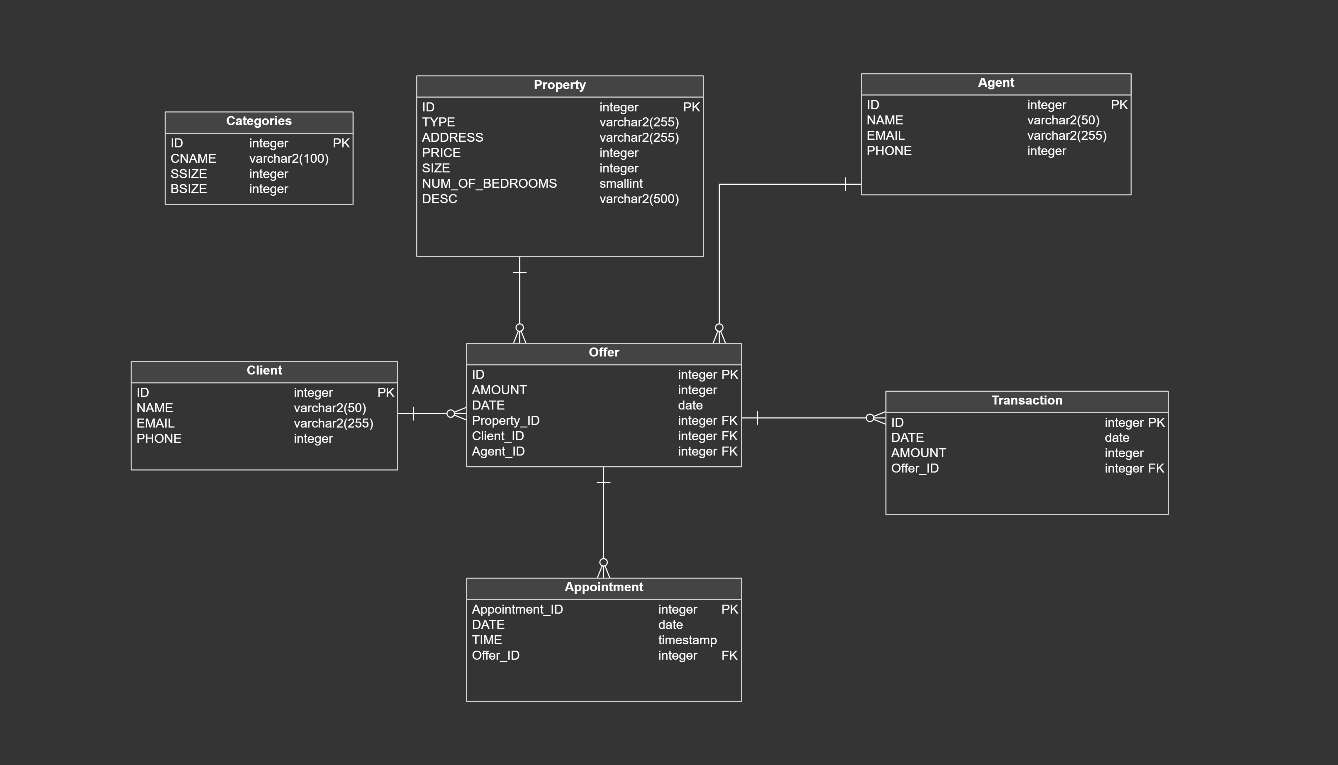 Categories
ID integer PK
CNAME varchar2(100)
SSIZE integer
BSIZE integer
Property
ID integer PK
TYPE varchar2(255)
ADDRESS varchar2(255)
PRICE integer
SIZE integer
NUM_OF_BEDROOMS smallint
DESC varchar2(500)
Agent
ID integer PK
NAME varchar2(50)
EMAIL varchar2(255)
PHONE integer
Client
ID integer PK
NAME varchar2(50)
EMAIL varchar2(255)
PHONE integer
Offer
ID integer PK
AMOUNT integer
DATE date
Property_ID integer FK
Client_ID integer FK
Agent_ID integer FK
Transaction
ID integer PK
DATE date
AMOUNT integer
Offer_ID integer FK
Appointment
Appointment_ID integer PK
DATE date
TIME timestamp
Offer_ID integer FK